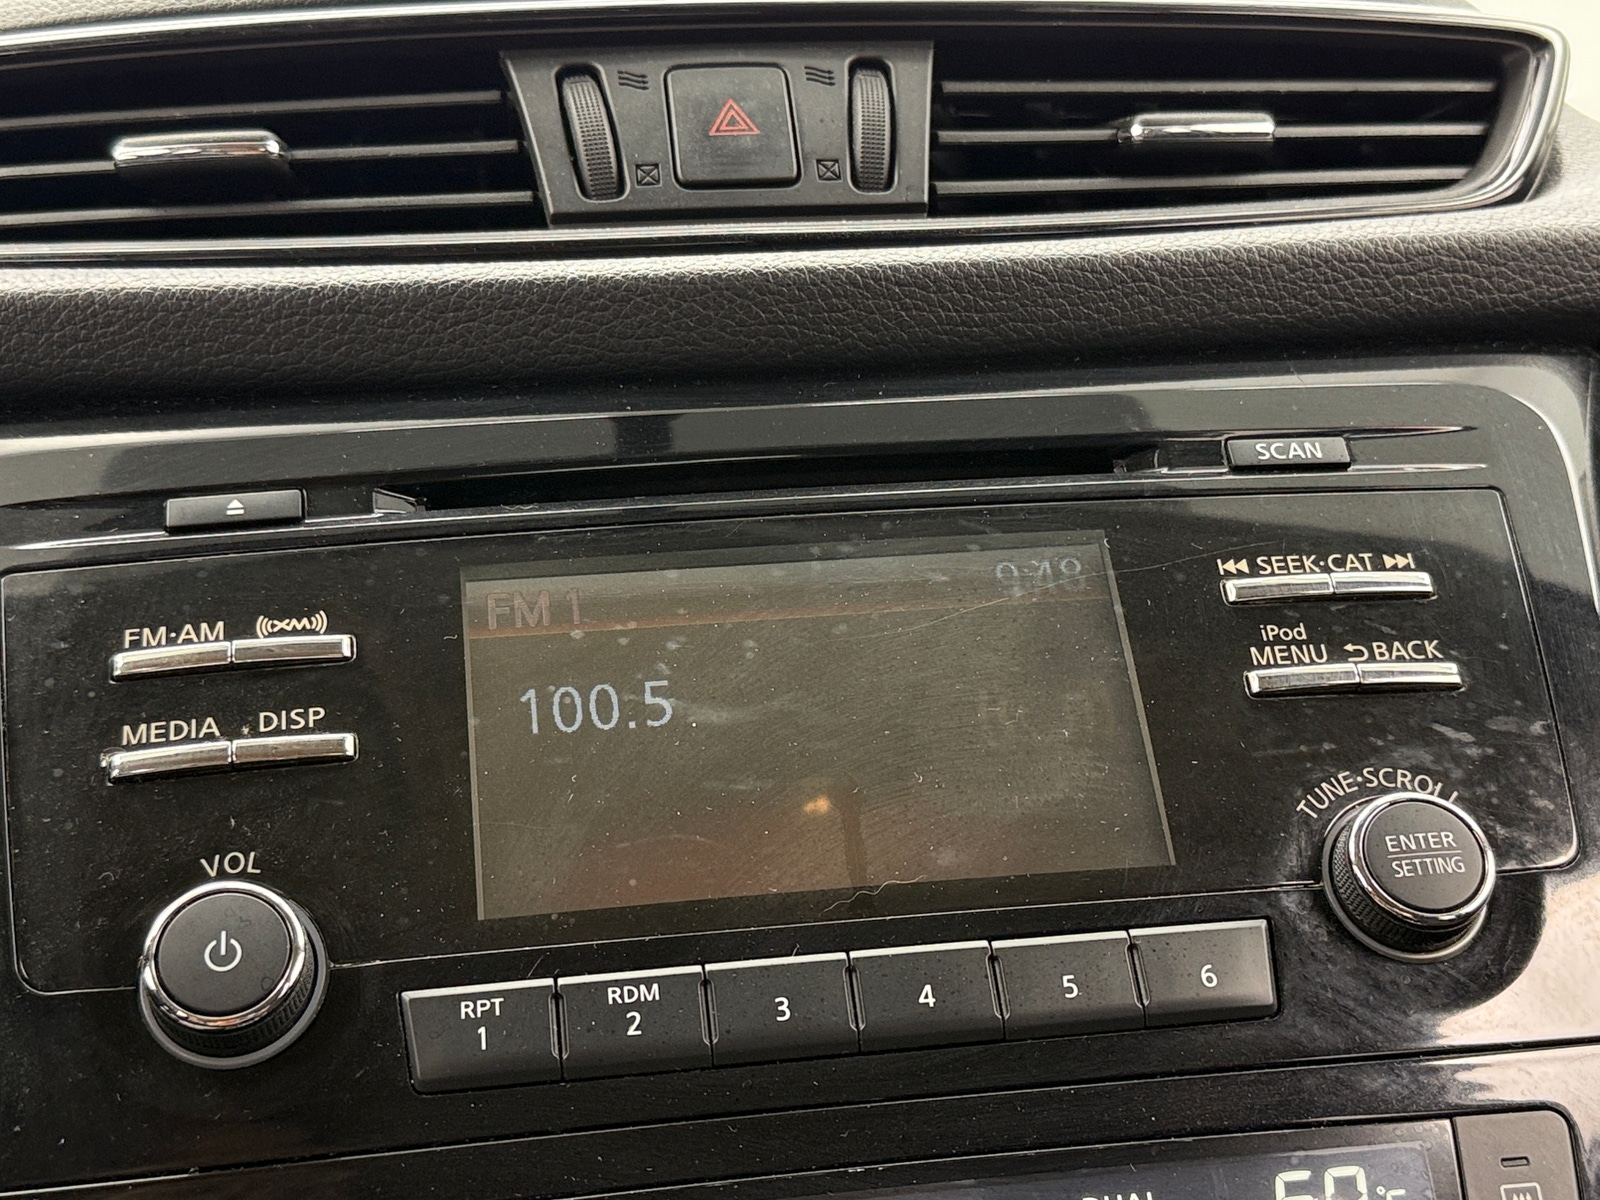 SCAN
SEEK·CAT
FM·AM
XM
FM 1
9:48
iPod
MENU
BACK
100.5
MEDIA
DISP
TUNE·SCROLL
ENTER
SETTING
VOL
RPT
1
RDM
2
3
4
5
6
DUAL